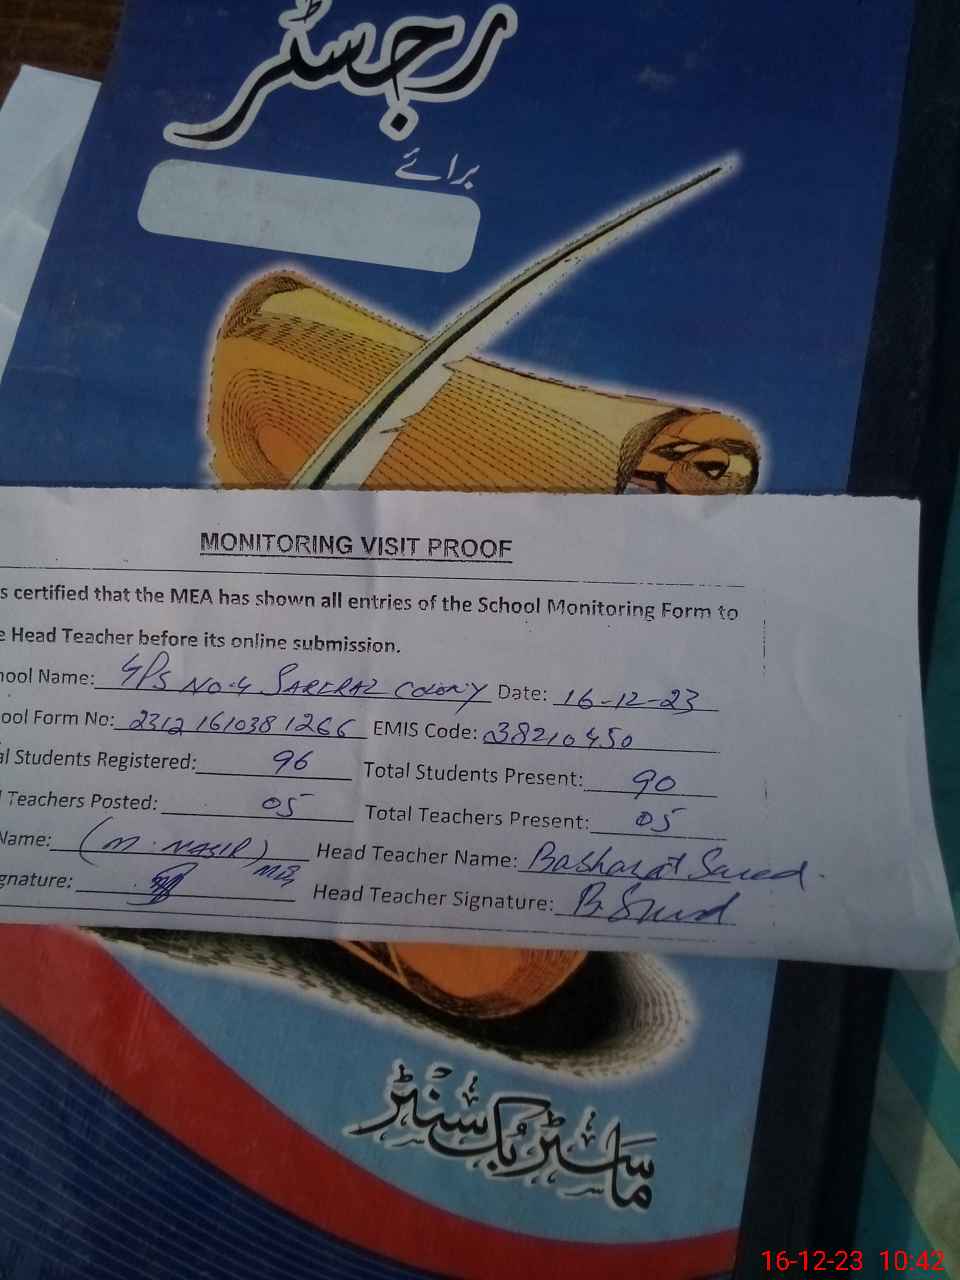 رجسٹر
برائے
MONITORING VISIT PROOF
s certified that the MEA has shown all entries of the School Monitoring Form to
e Head Teacher before its online submission.
hool Name: GPS NO.4 SARFRAZ COLONY Date: 16-12-23
ool Form No: 2312161038 1266 EMIS Code: 38210450
al Students Registered: 96 Total Students Present: 90
l Teachers Posted: 05 Total Teachers Present: 05
Name: (M. NASIR) Head Teacher Name: Basharat Saeed.
gnature: Head Teacher Signature: B. Saeed
ماسٹر بک سنٹر
16-12-23 10:42